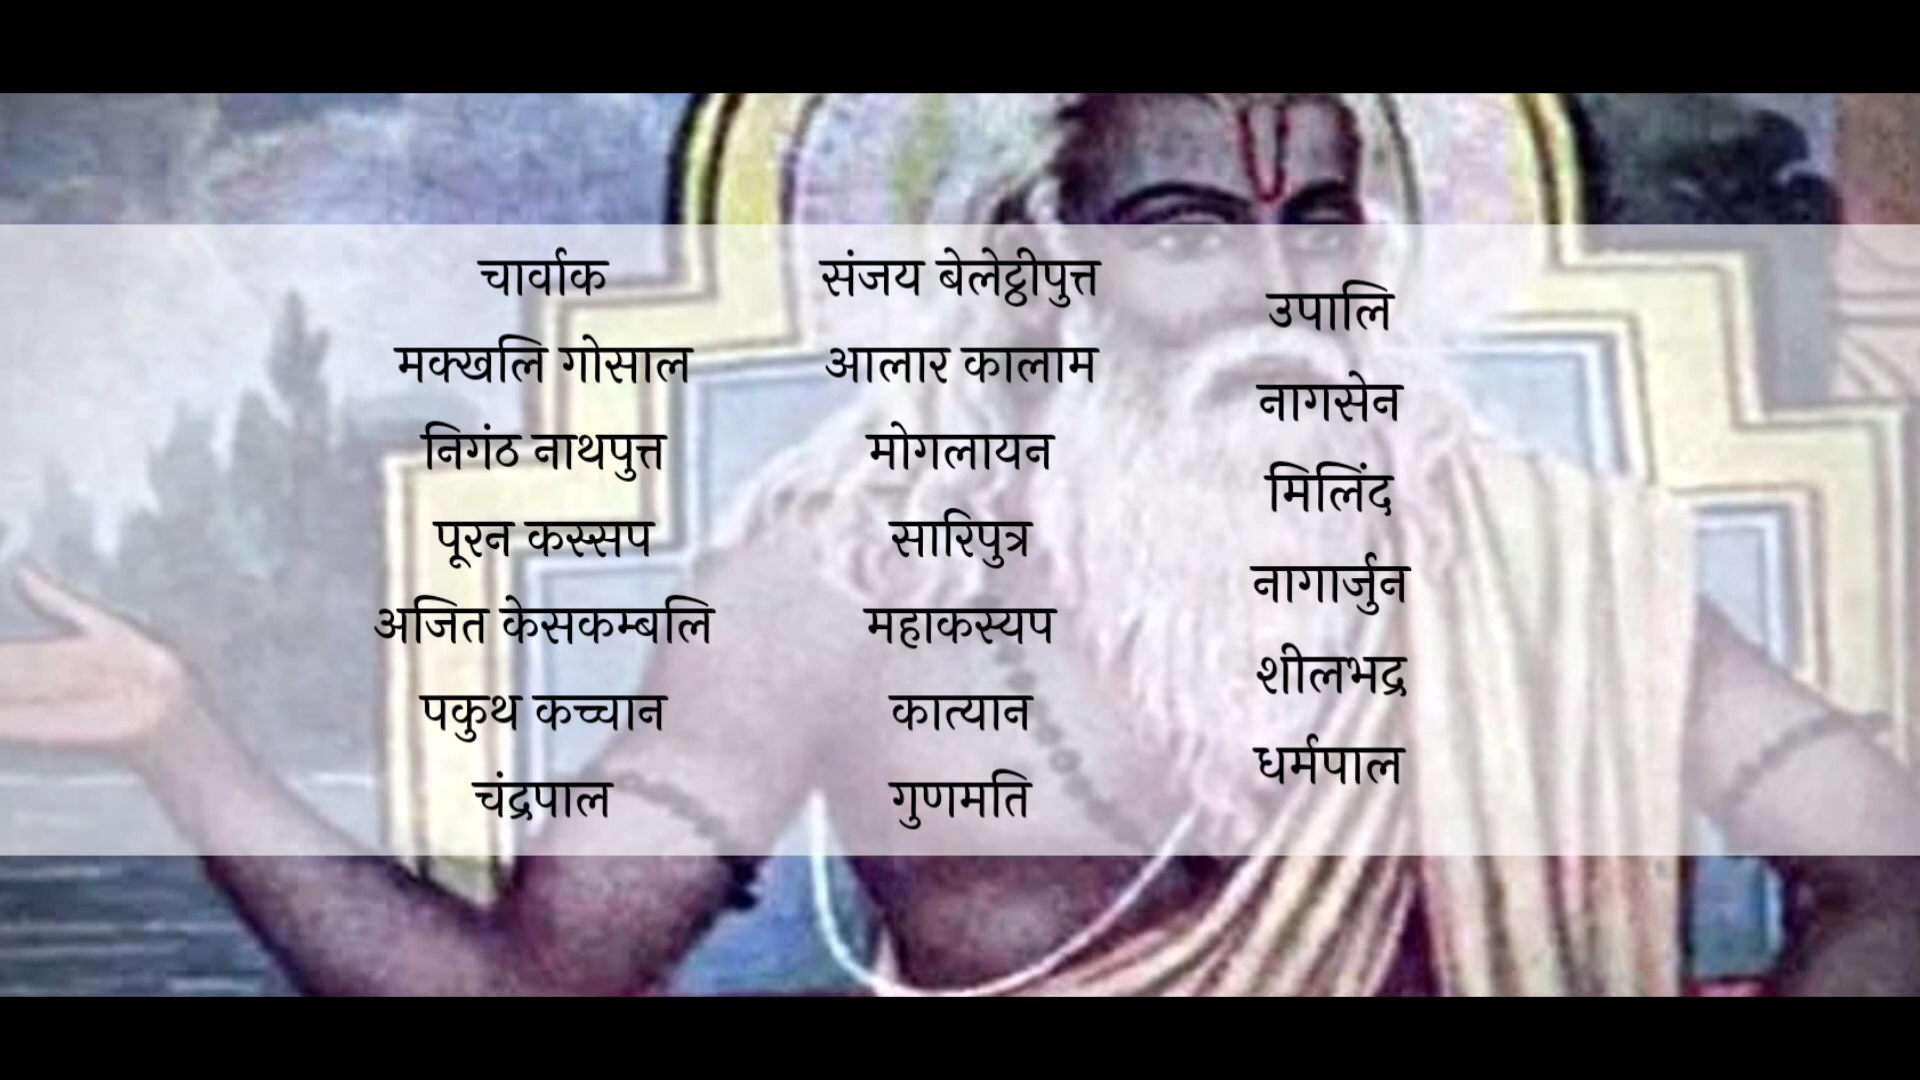 चार्वाक
मक्खलि गोसाल
निगंठ नाथपुत्त
पूरन कस्सप
अजित केसकम्बलि
पकुथ कच्चान
चंद्रपाल
संजय बेलेट्ठीपुत्त
आलार कालाम
मोगलायन
सारिपुत्र
महाकस्यप
कात्यान
गुणमति
उपालि
नागसेन
मिलिंद
नागार्जुन
शीलभद्र
धर्मपाल